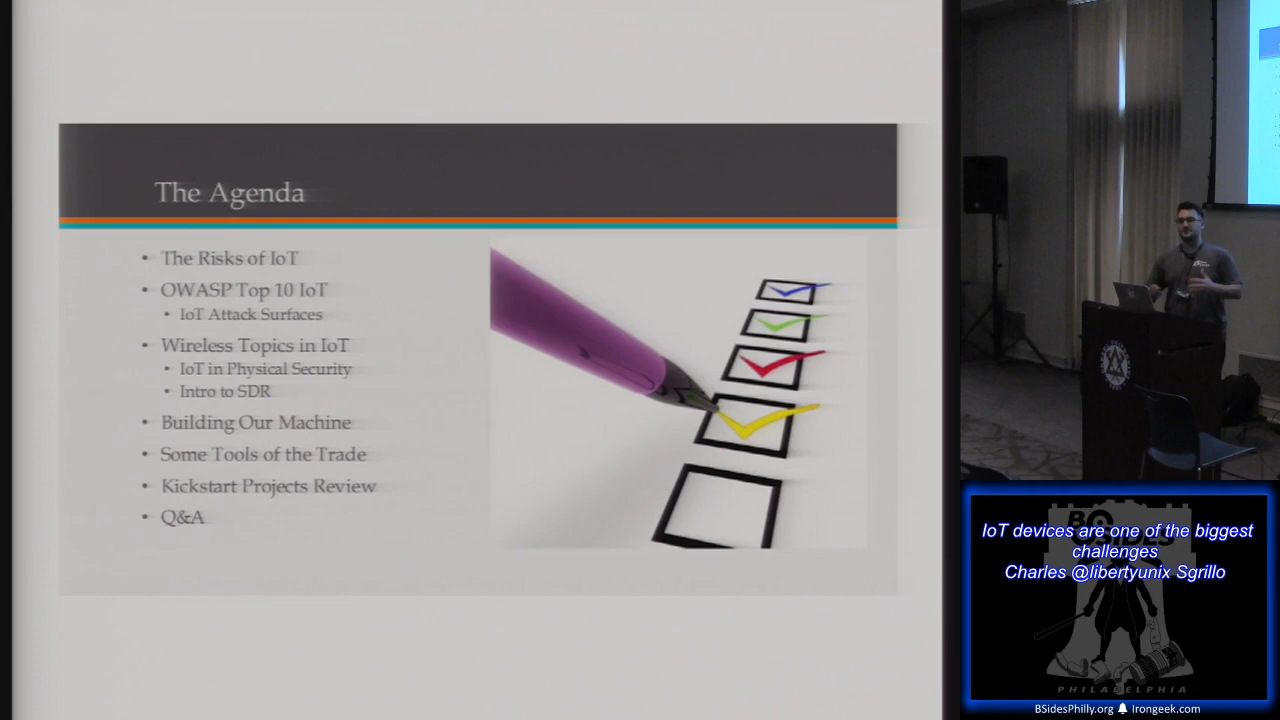 The Agenda
• The Risks of IoT
• OWASP Top 10 IoT
• IoT Attack Surfaces
• Wireless Topics in IoT
• IoT in Physical Security
• Intro to SDR
• Building Our Machine
• Some Tools of the Trade
• Kickstart Projects Review
• Q&A
BSIDES
IoT devices are one of the biggest
challenges
Charles @libertyunix Sgrillo
PHILADELPHIA
BSidesPhilly.org Irongeek.com